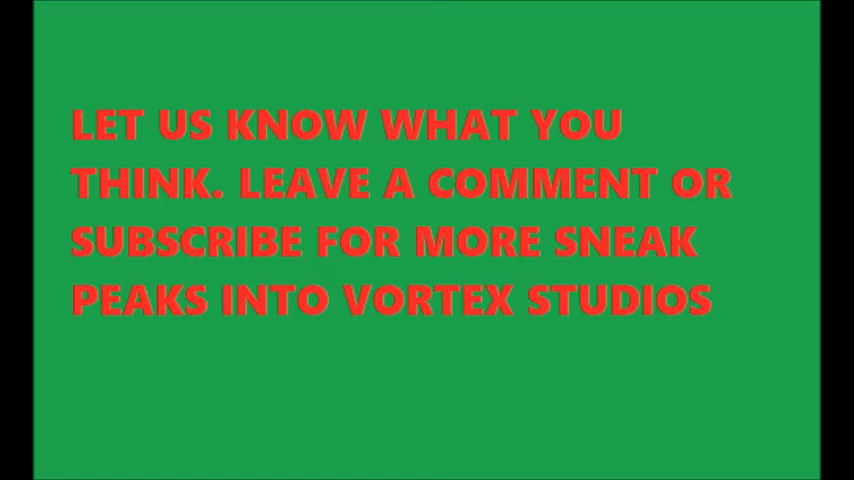 LET US KNOW WHAT YOU
THINK. LEAVE A COMMENT OR
SUBSCRIBE FOR MORE SNEAK
PEAKS INTO VORTEX STUDIOS